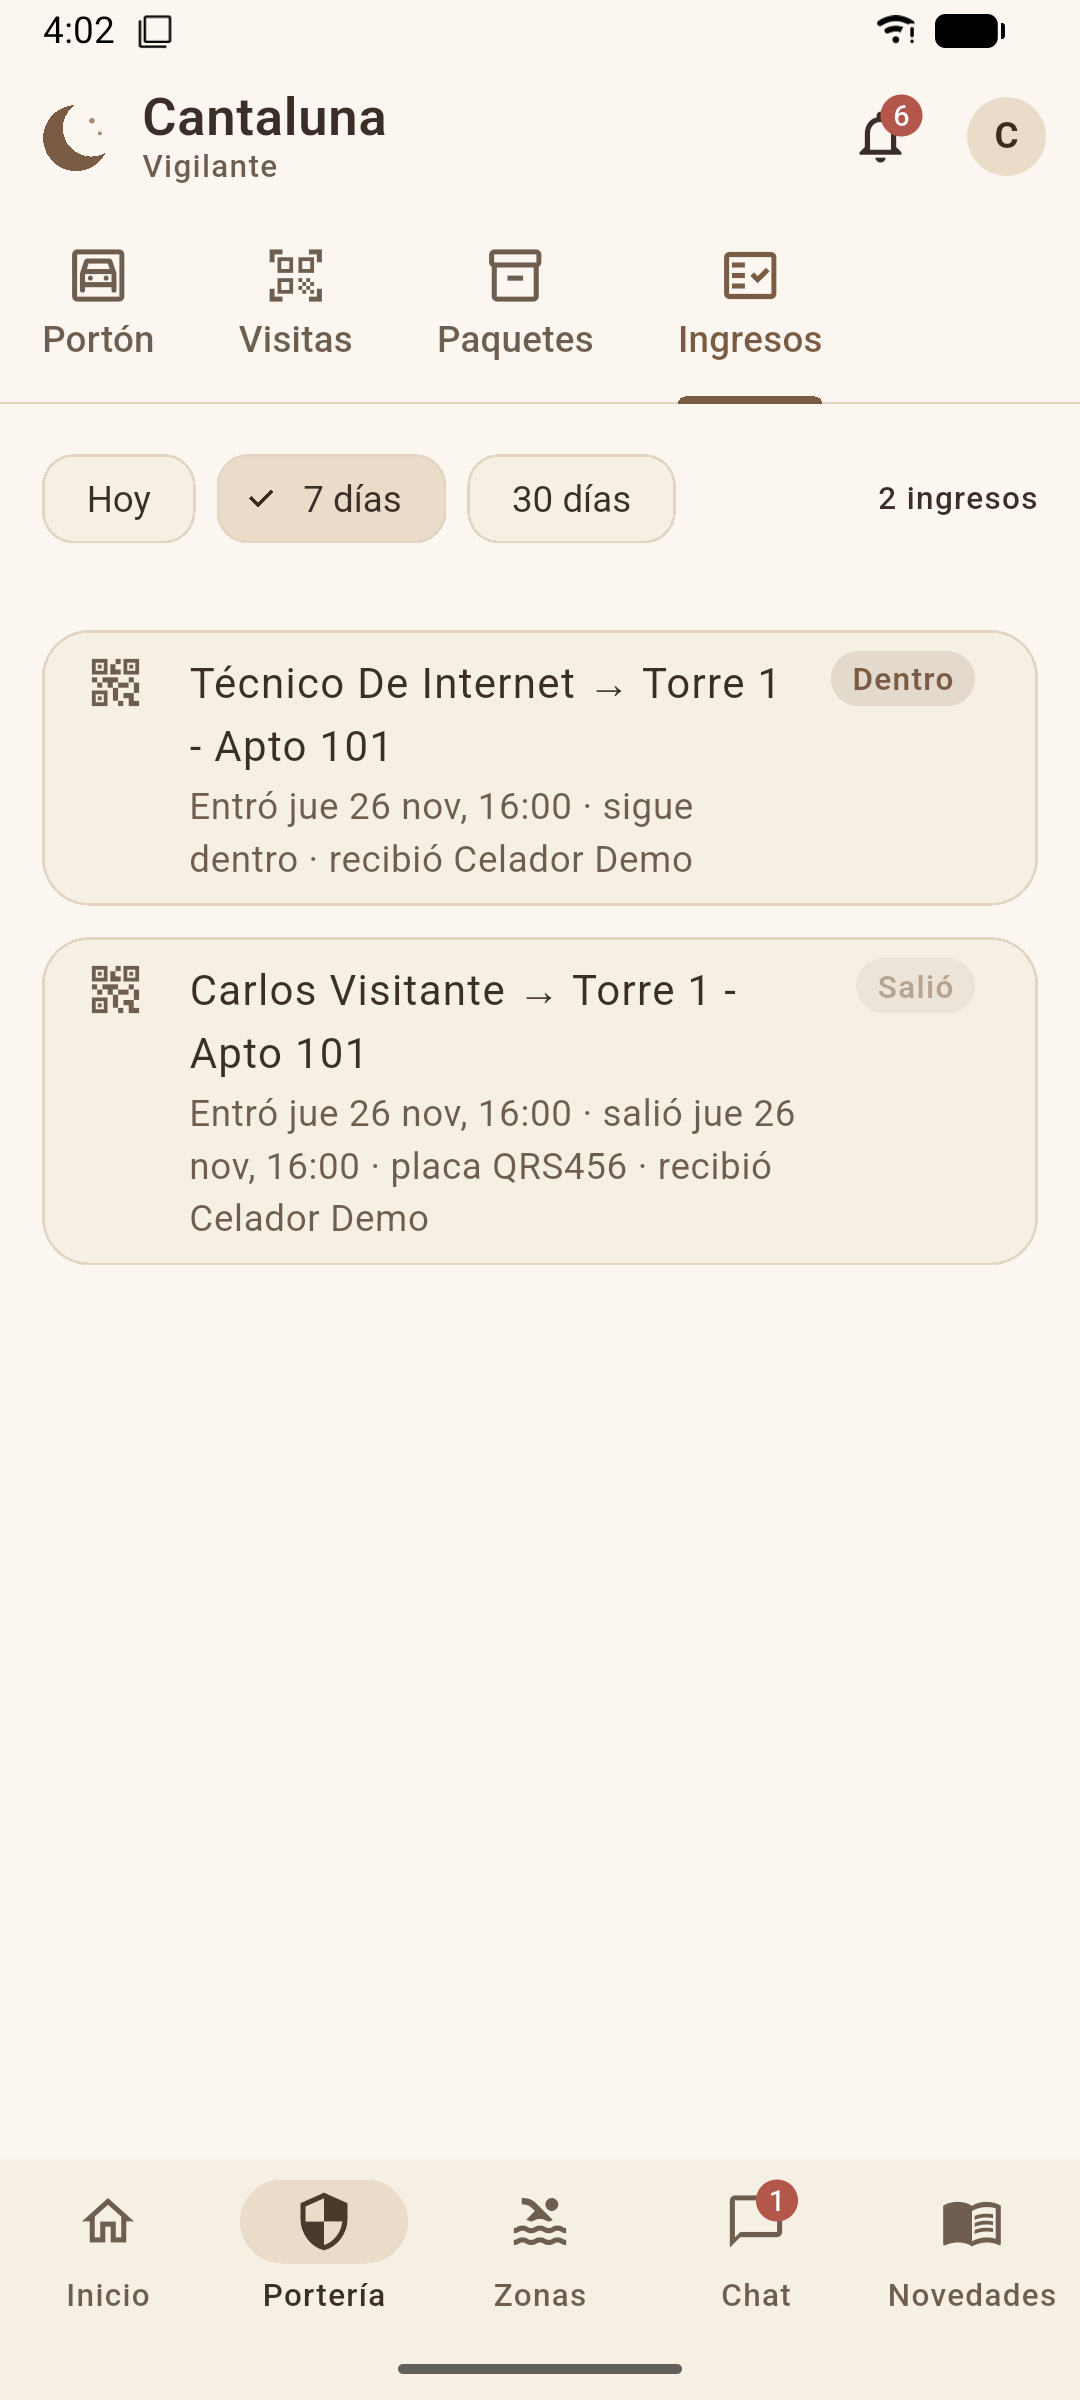 4:02
Cantaluna
Vigilante
6
C
Portón
Visitas
Paquetes
Ingresos
Hoy
7 días
30 días
2 ingresos
Técnico De Internet → Torre 1
- Apto 101
Dentro
Entró jue 26 nov, 16:00 · sigue
dentro · recibió Celador Demo
Carlos Visitante → Torre 1 -
Apto 101
Salió
Entró jue 26 nov, 16:00 · salió jue 26
nov, 16:00 · placa QRS456 · recibió
Celador Demo
1
Inicio
Portería
Zonas
Chat
Novedades